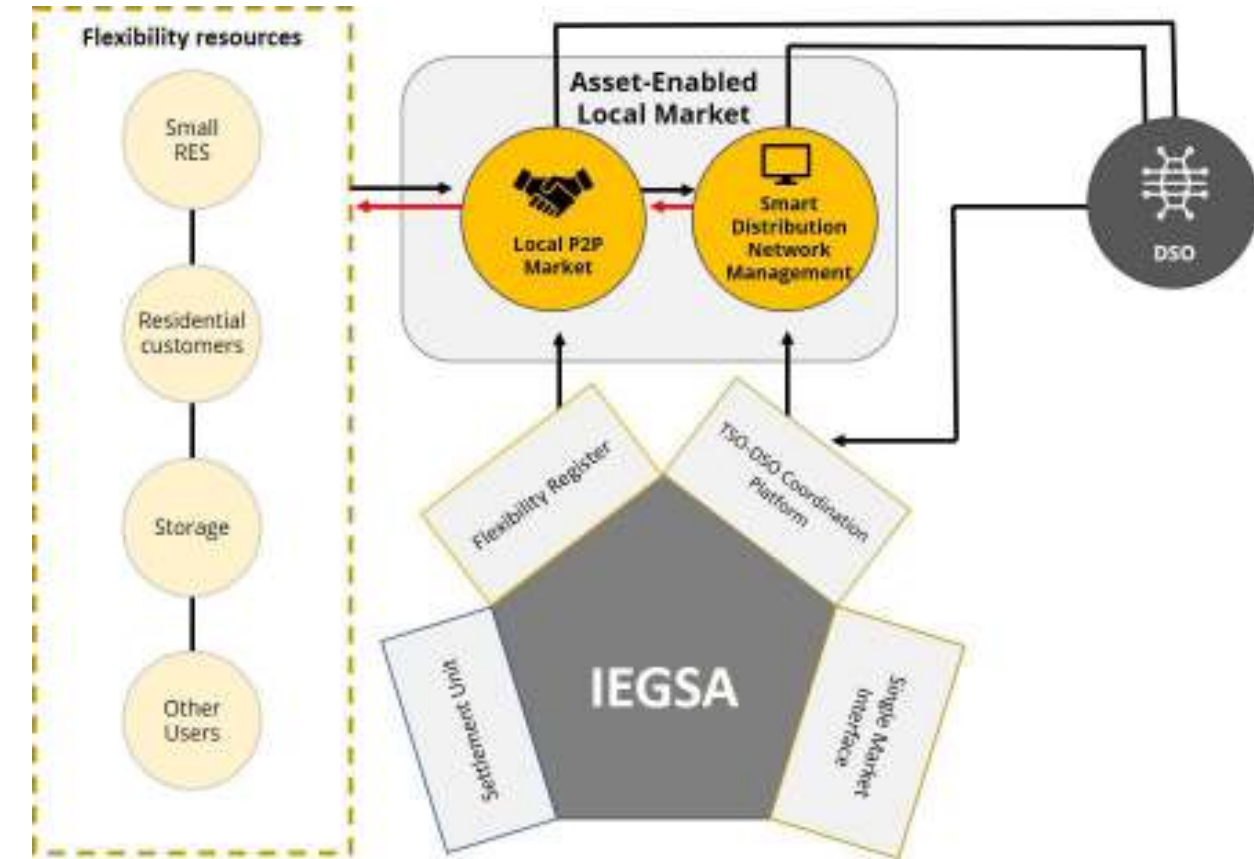 Flexibility resources
Small
RES
Residential
customers
Storage
Other
Users
Asset-Enabled
Local Market
Local P2P
Market
Smart
Distribution
Network
Management
DSO
Flexibility Register
TSO-DSO Coordination
Platform
Settlement Unit
IEGSA
Single Market
Interface